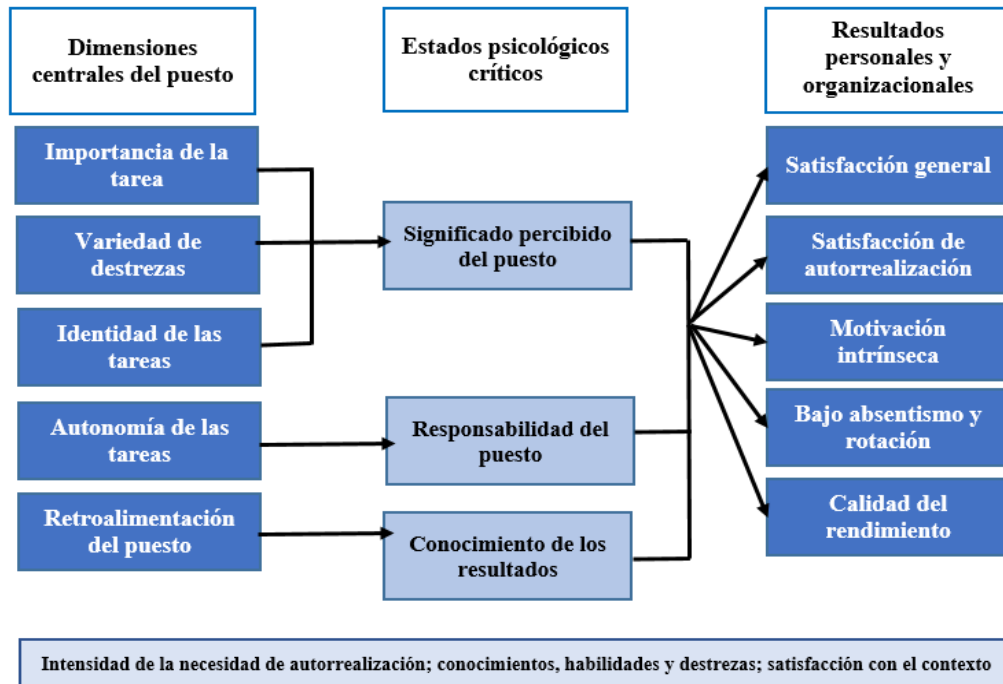 Dimensiones
centrales del puesto
Estados psicológicos
críticos
Resultados
personales y
organizacionales
Importancia de la
tarea
Variedad de
destrezas
Identidad de las
tareas
Autonomía de las
tareas
Retroalimentación
del puesto
Significado percibido
del puesto
Responsabilidad del
puesto
Conocimiento de los
resultados
Satisfacción general
Satisfacción de
autorrealización
Motivación
intrínseca
Bajo absentismo y
rotación
Calidad del
rendimiento
Intensidad de la necesidad de autorrealización; conocimientos, habilidades y destrezas; satisfacción con el contexto